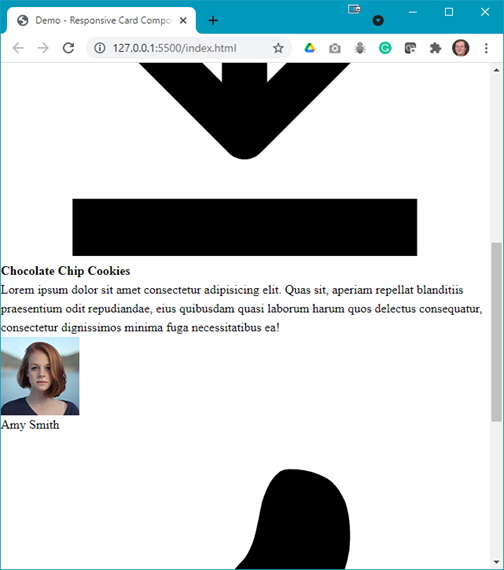 Demo - Responsive Card Compo
127.0.0.1:5500/index.html
Chocolate Chip Cookies
Lorem ipsum dolor sit amet consectetur adipisicing elit. Quas sit, aperiam repellat blanditiis
praesentium odit repudiandae, eius quibusdam quasi laborum harum quos delectus consequatur,
consectetur dignissimos minima fuga necessitatibus ea!
Amy Smith